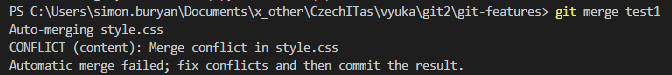 PS C:\Users\simon.buryan\Documents\x_other\CzechITas\vyuka\git2\git-features> git merge test1
Auto-merging style.css
CONFLICT (content): Merge conflict in style.css
Automatic merge failed; fix conflicts and then commit the result.